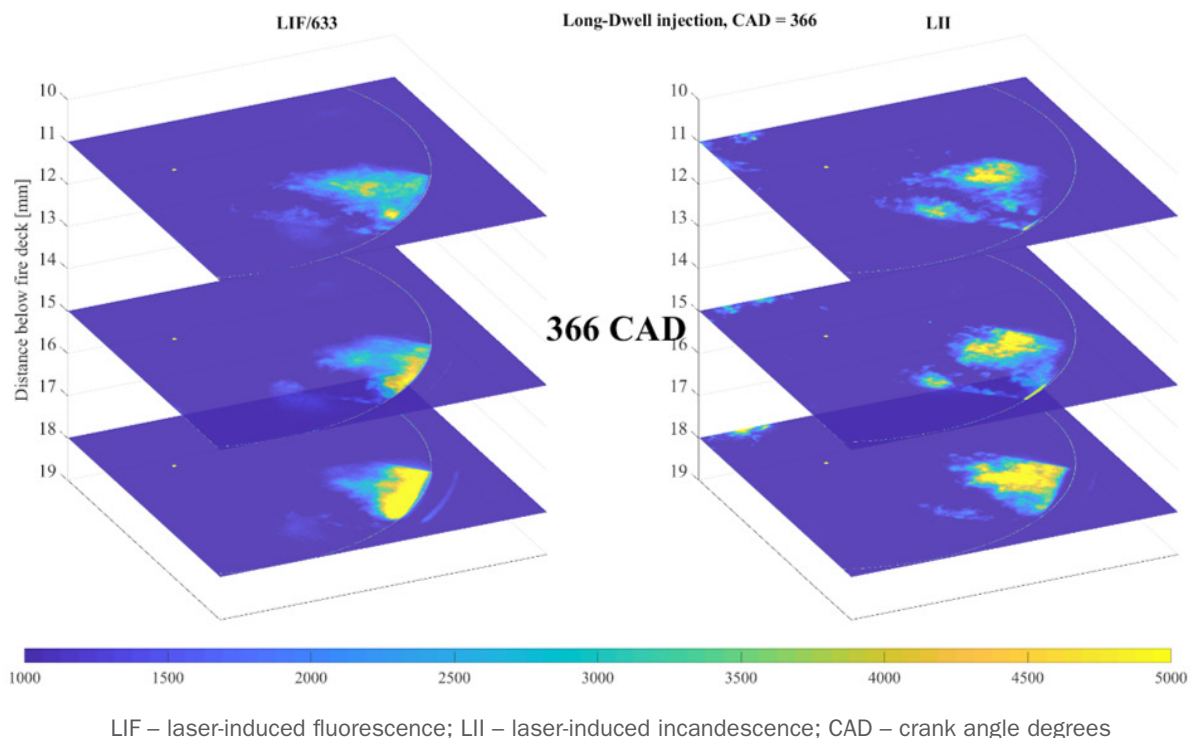 LIF/633
Long-Dwell injection, CAD = 366
LII
10
11
12
13
14
15
16
17
18
19
Distance below fire deck [mm]
366 CAD
10
11
12
13
14
15
16
17
18
19
1000 1500 2000 2500 3000 3500 4000 4500 5000
LIF – laser-induced fluorescence; LII – laser-induced incandescence; CAD – crank angle degrees